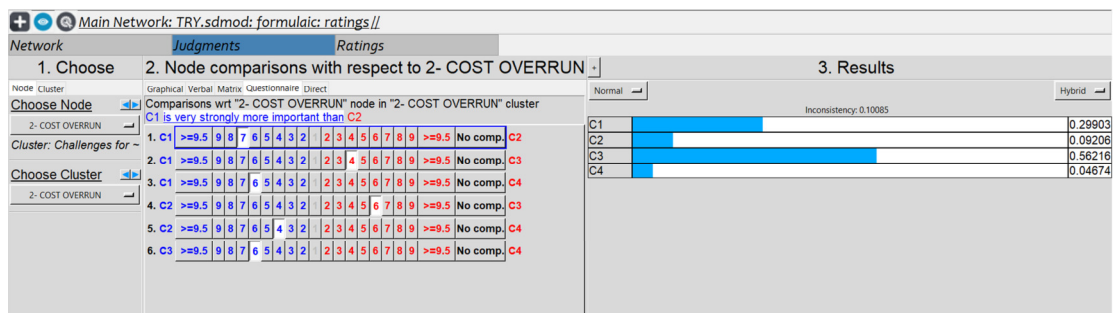 Main Network: TRY.sdmod: formulaic: ratings//
Network Judgments Ratings
1. Choose
Node Cluster
Choose Node
2- COST OVERRUN
Cluster: Challenges for ~
Choose Cluster
2- COST OVERRUN
2. Node comparisons with respect to 2- COST OVERRUN
+
Graphical Verbal Matrix Questionnaire Direct
Comparisons wrt "2- COST OVERRUN" node in "2- COST OVERRUN" cluster
C1 is very strongly more important than C2
1. C1 >=9.5 9 8 7 6 5 4 3 2 1 2 3 4 5 6 7 8 9 >=9.5 No comp. C2
2. C1 >=9.5 9 8 7 6 5 4 3 2 1 2 3 4 5 6 7 8 9 >=9.5 No comp. C3
3. C1 >=9.5 9 8 7 6 5 4 3 2 1 2 3 4 5 6 7 8 9 >=9.5 No comp. C4
4. C2 >=9.5 9 8 7 6 5 4 3 2 1 2 3 4 5 6 7 8 9 >=9.5 No comp. C3
5. C2 >=9.5 9 8 7 6 5 4 3 2 1 2 3 4 5 6 7 8 9 >=9.5 No comp. C4
6. C3 >=9.5 9 8 7 6 5 4 3 2 1 2 3 4 5 6 7 8 9 >=9.5 No comp. C4
3. Results
Normal Hybrid
Inconsistency: 0.10085
C1 0.29903
C2 0.09206
C3 0.56216
C4 0.04674